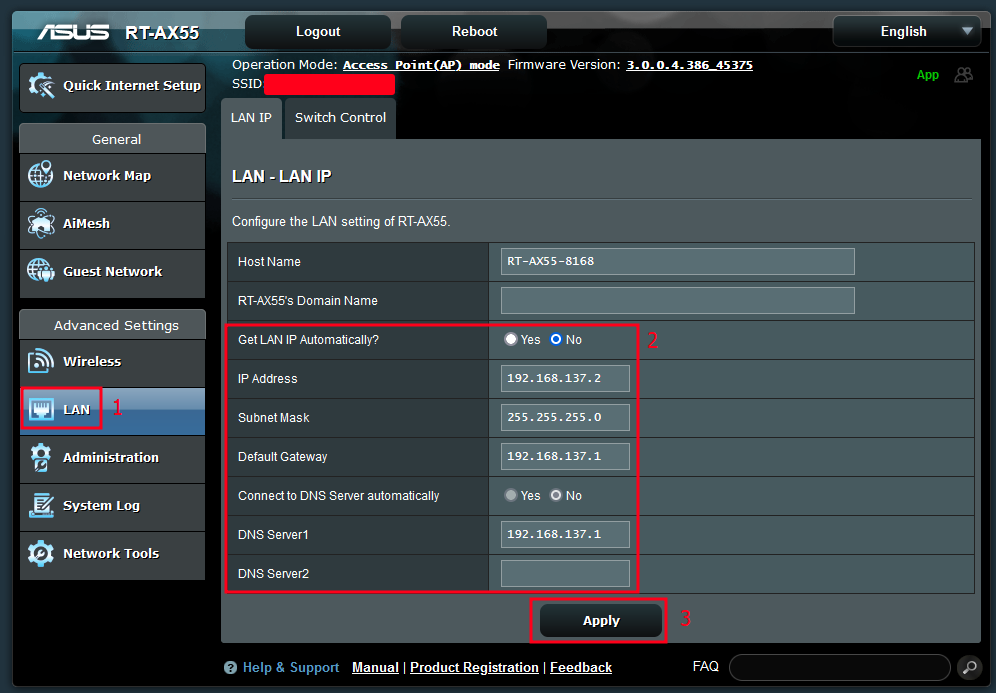 ASUS RT-AX55 Logout Reboot English
Operation Mode: Access Point(AP) mode Firmware Version: 3.0.0.4.386_45375
SSID
App
Quick Internet Setup
General
Network Map
AiMesh
Guest Network
Advanced Settings
Wireless
LAN 1
Administration
System Log
Network Tools
LAN IP Switch Control
LAN - LAN IP
Configure the LAN setting of RT-AX55.
Host Name RT-AX55-8168
RT-AX55's Domain Name
Get LAN IP Automatically? Yes No 2
IP Address 192.168.137.2
Subnet Mask 255.255.255.0
Default Gateway 192.168.137.1
Connect to DNS Server automatically Yes No
DNS Server1 192.168.137.1
DNS Server2
Apply 3
? Help & Support Manual | Product Registration | Feedback FAQ